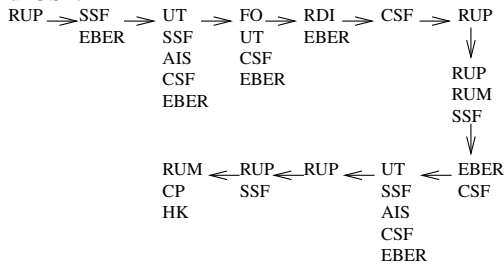 RUP
SSF
EBER
UT
SSF
AIS
CSF
EBER
FO
UT
CSF
EBER
RDI
EBER
CSF
RUP
RUP
RUM
SSF
EBER
CSF
UT
SSF
AIS
CSF
EBER
RUP
RUP
SSF
RUM
CP
HK